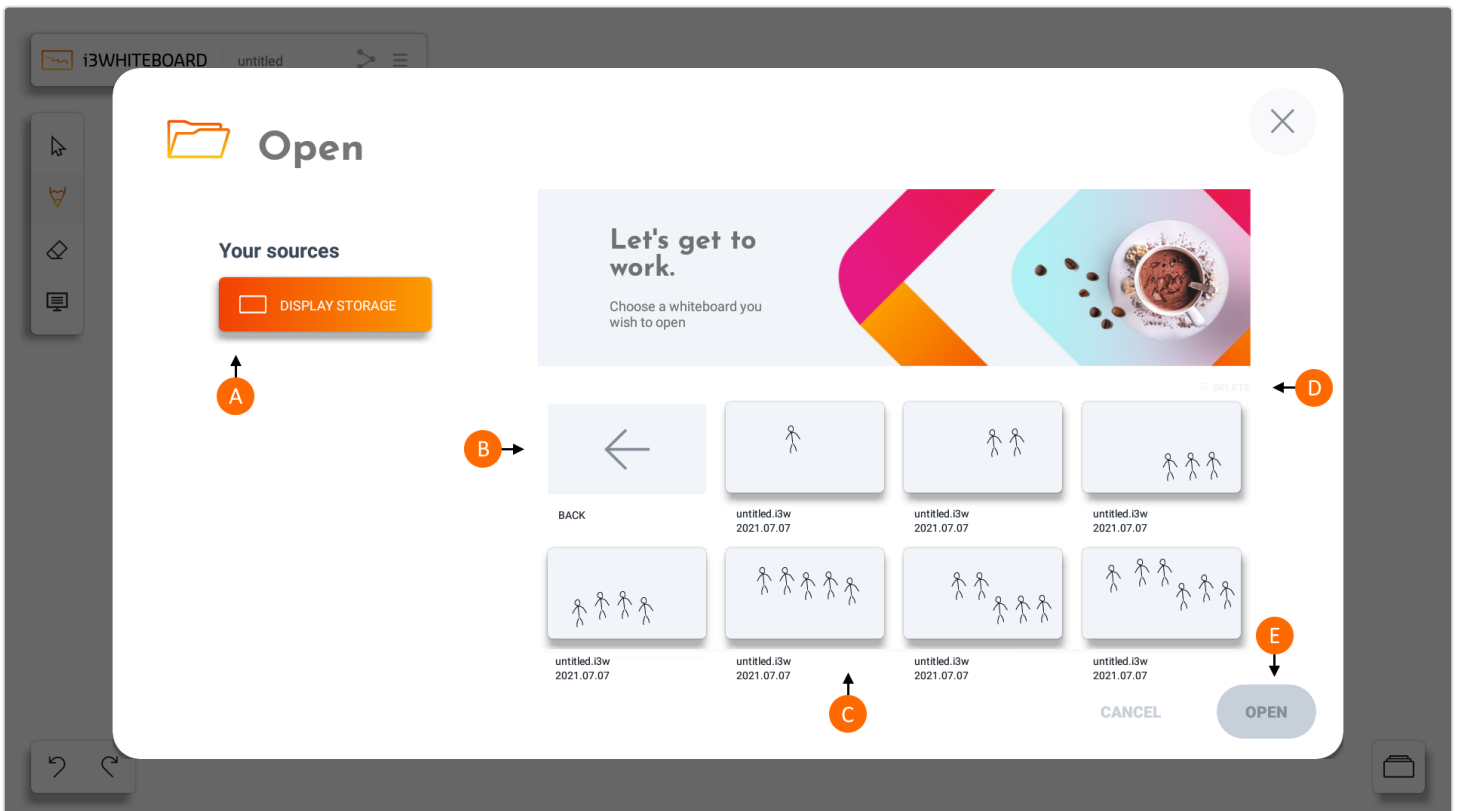 i3WHITEBOARD untitled
Open
Your sources
DISPLAY STORAGE
A
Let's get to
work.
Choose a whiteboard you
wish to open
DELETE
D
B
BACK
untitled.i3w
2021.07.07
untitled.i3w
2021.07.07
untitled.i3w
2021.07.07
untitled.i3w
2021.07.07
untitled.i3w
2021.07.07
untitled.i3w
2021.07.07
untitled.i3w
2021.07.07
C
E
CANCEL
OPEN